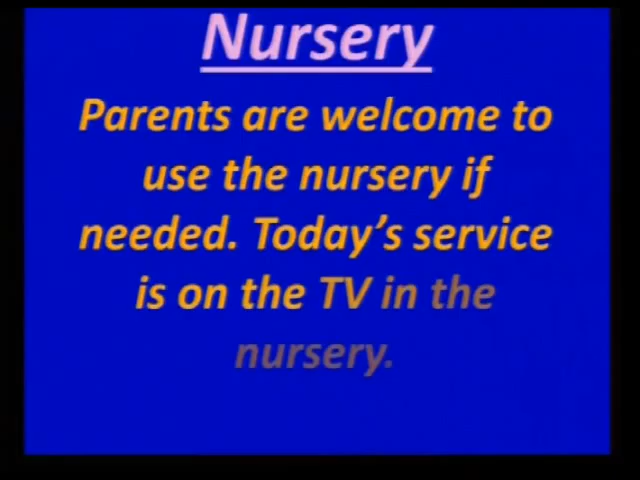 Nursery
Parents are welcome to
use the nursery if
needed. Today’s service
is on the TV in the
nursery.